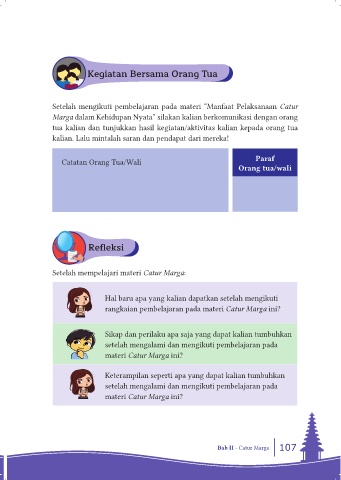 Kegiatan Bersama Orang Tua
Setelah mengikuti pembelajaran pada materi “Manfaat Pelaksanaan Catur
Marga dalam Kehidupan Nyata” silakan kalian berkomunikasi dengan orang
tua kalian dan tunjukkan hasil kegiatan/aktivitas kalian kepada orang tua
kalian. Lalu mintalah saran dan pendapat dari mereka!
Catatan Orang Tua/Wali
Paraf
Orang tua/wali
Refleksi
Setelah mempelajari materi Catur Marga:
Hal baru apa yang kalian dapatkan setelah mengikuti
rangkaian pembelajaran pada materi Catur Marga ini?
Sikap dan perilaku apa saja yang dapat kalian tumbuhkan
setelah mengalami dan mengikuti pembelajaran pada
materi Catur Marga ini?
Keterampilan seperti apa yang dapat kalian tumbuhkan
setelah mengalami dan mengikuti pembelajaran pada
materi Catur Marga ini?
Bab II - Catur Marga 107